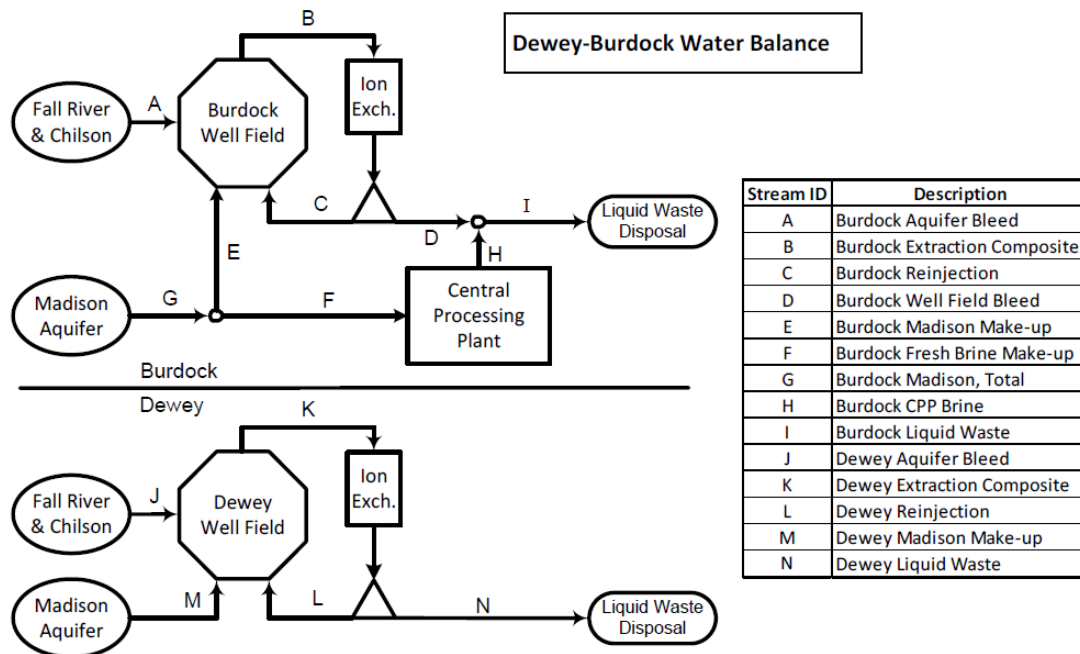 Dewey-Burdock Water Balance
B
Fall River
& Chilson
A
Burdock
Well Field
Ion
Exch.
C
D
I
Liquid Waste
Disposal
E
H
Madison
Aquifer
G
F
Central
Processing
Plant
Burdock
Dewey
K
Fall River
& Chilson
J
Dewey
Well Field
Ion
Exch.
Madison
Aquifer
M
L
N
Liquid Waste
Disposal
Stream ID Description
A Burdock Aquifer Bleed
B Burdock Extraction Composite
C Burdock Reinjection
D Burdock Well Field Bleed
E Burdock Madison Make-up
F Burdock Fresh Brine Make-up
G Burdock Madison, Total
H Burdock CPP Brine
I Burdock Liquid Waste
J Dewey Aquifer Bleed
K Dewey Extraction Composite
L Dewey Reinjection
M Dewey Madison Make-up
N Dewey Liquid Waste